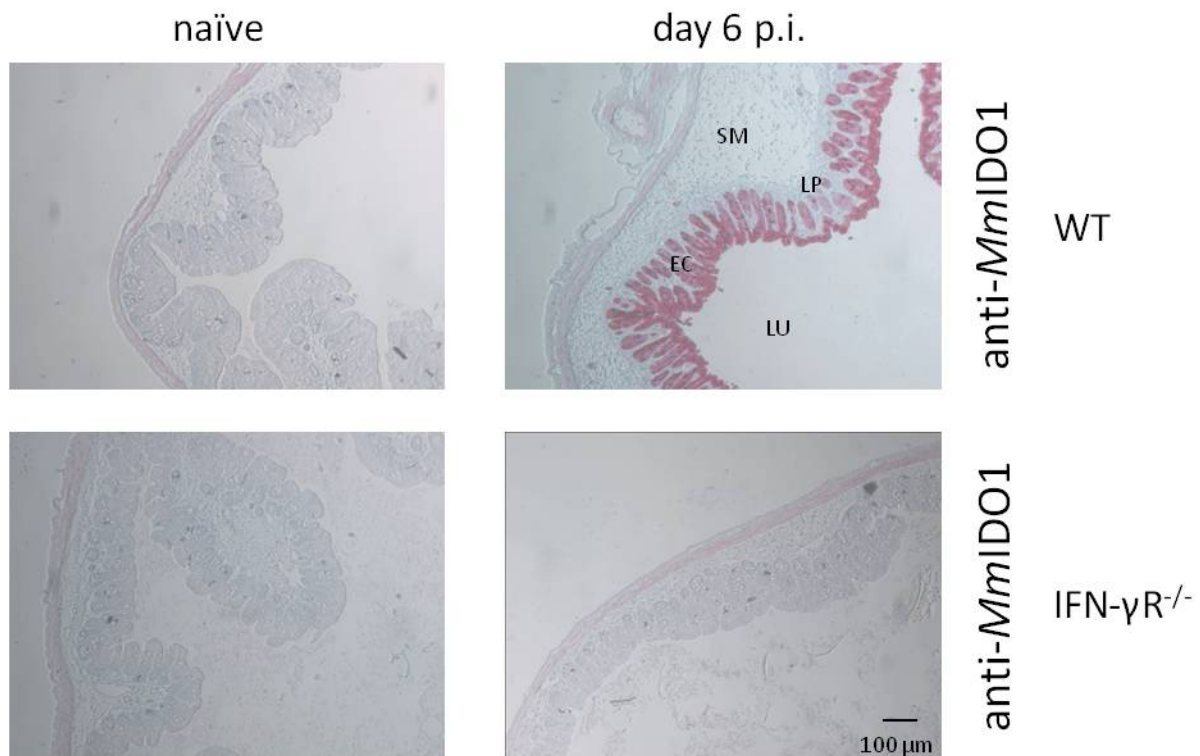 naïve
day 6 p.i.
SM
LP
EC
LU
anti-MmIDO1
WT
anti-MmIDO1
IFN-γR-/-
100 µm